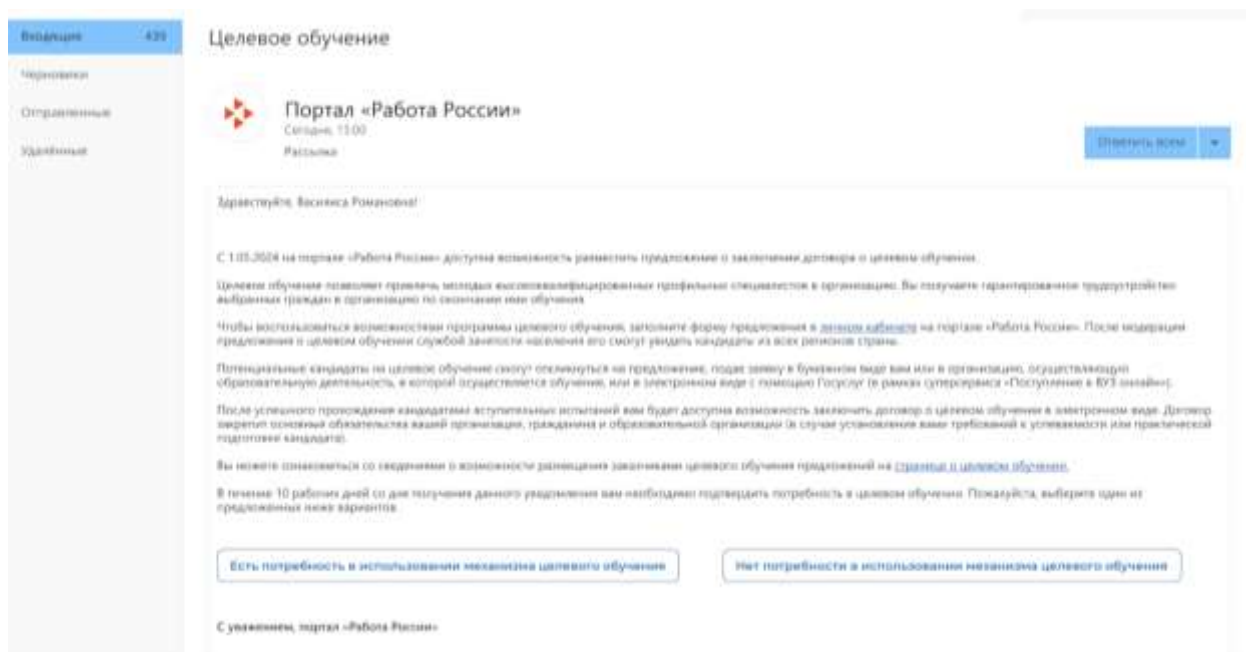 Входящие 439
Целевое обучение
Черновики
Отправленные
Удалённые
Портал «Работа России»
Сегодня, 15:00
Рассылка
Ответить всем
Здравствуйте, Василиса Романовна!
С 1.05.2024 на портале «Работа России» доступна возможность разместить предложение о заключении договора о целевом обучении.
Целевое обучение позволяет привлечь молодых высококвалифицированных профильных специалистов в организацию. Вы получаете гарантированное трудоустройство
выбранных граждан в организацию по окончании ими обучения.
Чтобы воспользоваться возможностями программы целевого обучения, заполните форму предложения в личном кабинете на портале «Работа России». После модерации
предложения о целевом обучении службой занятости населения его смогут увидеть кандидаты из всех регионов страны.
Потенциальные кандидаты на целевое обучение смогут откликнуться на предложение, подав заявку в бумажном виде вам или в организацию, осуществляющую
образовательную деятельность, в которой осуществляется обучение, или в электронном виде с помощью Госуслуг (в рамках суперсервиса «Поступление в ВУЗ онлайн»).
После успешного прохождения кандидатами вступительных испытаний вам будет доступна возможность заключить договор о целевом обучении в электронном виде. Договор
закрепит основные обязательства вашей организации, гражданина и образовательной организации (в случае установления вами требований к успеваемости или практической
подготовке кандидата).
Вы можете ознакомиться со сведениями о возможности размещения заказчиками целевого обучения предложений на странице о целевом обучении.
В течение 10 рабочих дней со дня получения данного уведомления вам необходимо подтвердить потребность в целевом обучении. Пожалуйста, выберите один из
предложенных ниже вариантов.
Есть потребность в использовании механизма целевого обучения
Нет потребности в использовании механизма целевого обучения
С уважением, портал «Работа России»